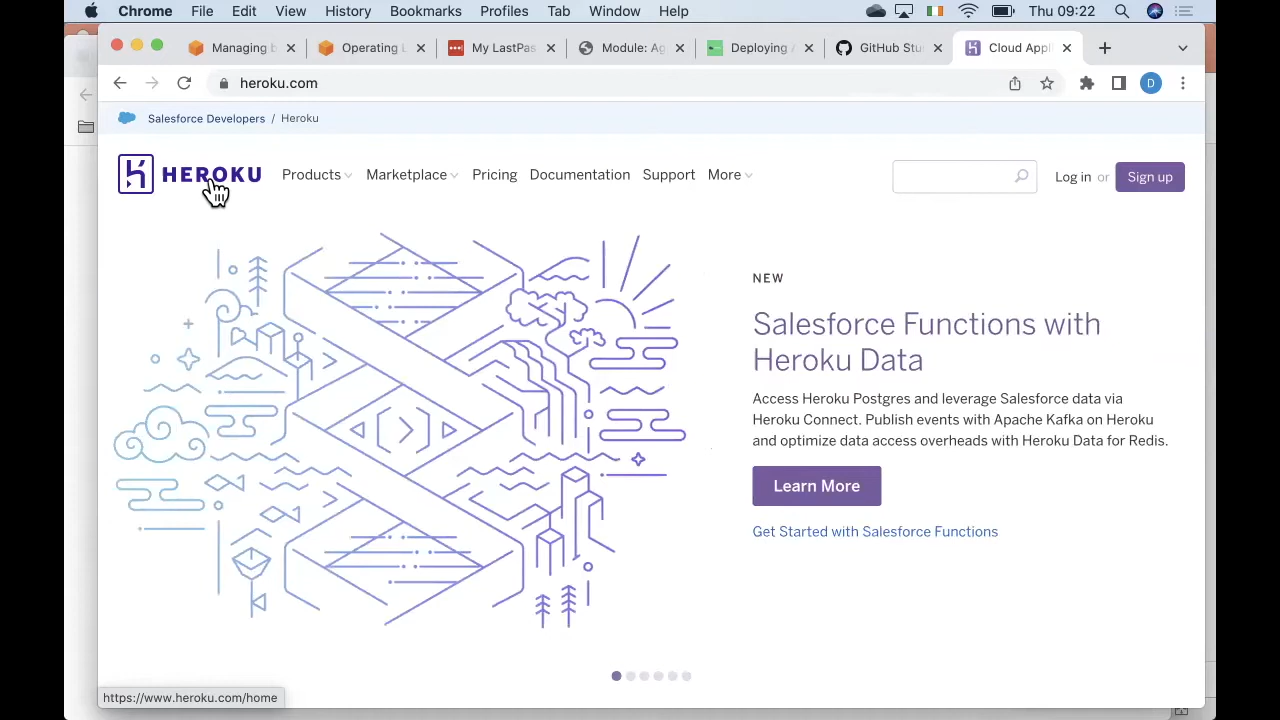 Chrome File Edit View History Bookmarks Profiles Tab Window Help Thu 09:22
Managing b Operating L My LastPas Module: Ag Deploying A GitHub Stu Cloud Appl
heroku.com D
Salesforce Developers / Heroku
HEROKU Products Marketplace Pricing Documentation Support More Log in or Sign up
NEW
Salesforce Functions with
Heroku Data
Access Heroku Postgres and leverage Salesforce data via
Heroku Connect. Publish events with Apache Kafka on Heroku
and optimize data access overheads with Heroku Data for Redis.
Learn More
Get Started with Salesforce Functions
https://www.heroku.com/home